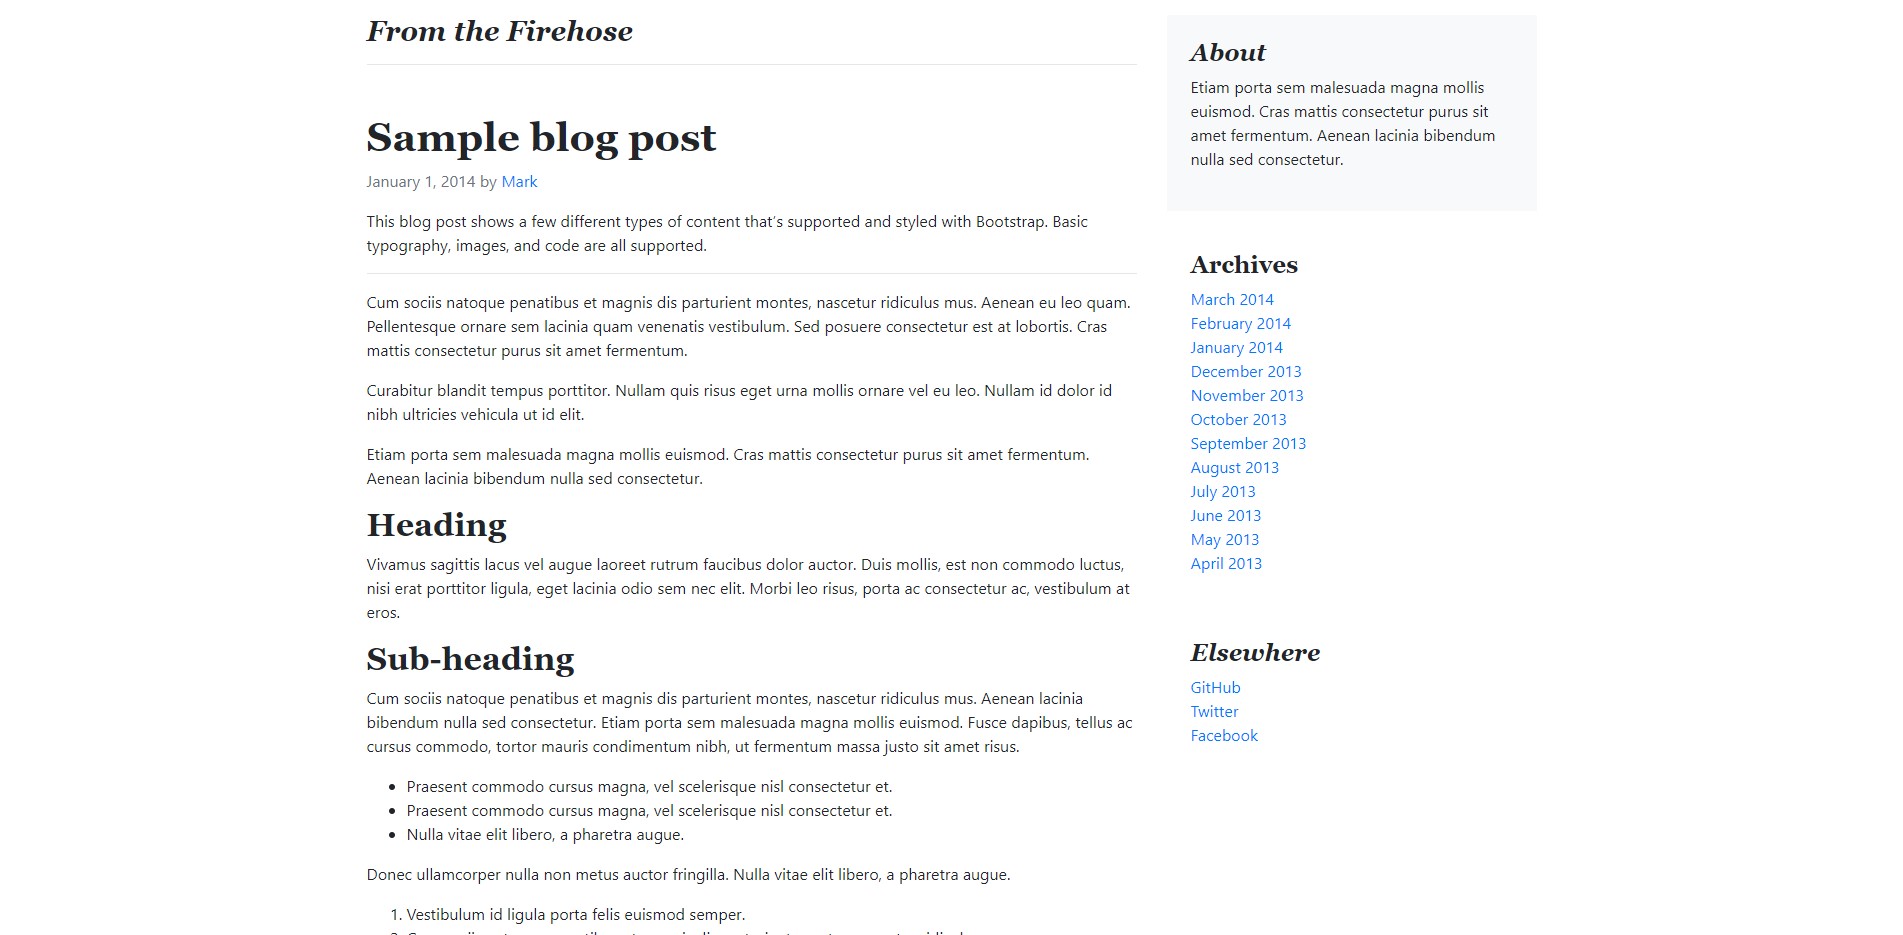 From the Firehose
Sample blog post
January 1, 2014 by Mark
This blog post shows a few different types of content that's supported and styled with Bootstrap. Basic
typography, images, and code are all supported.
Cum sociis natoque penatibus et magnis dis parturient montes, nascetur ridiculus mus. Aenean eu leo quam.
Pellentesque ornare sem lacinia quam venenatis vestibulum. Sed posuere consectetur est at lobortis. Cras
mattis consectetur purus sit amet fermentum.
Curabitur blandit tempus porttitor. Nullam quis risus eget urna mollis ornare vel eu leo. Nullam id dolor id
nibh ultricies vehicula ut id elit.
Etiam porta sem malesuada magna mollis euismod. Cras mattis consectetur purus sit amet fermentum.
Aenean lacinia bibendum nulla sed consectetur.
Heading
Vivamus sagittis lacus vel augue laoreet rutrum faucibus dolor auctor. Duis mollis, est non commodo luctus,
nisi erat porttitor ligula, eget lacinia odio sem nec elit. Morbi leo risus, porta ac consectetur ac, vestibulum at
eros.
Sub-heading
Cum sociis natoque penatibus et magnis dis parturient montes, nascetur ridiculus mus. Aenean lacinia
bibendum nulla sed consectetur. Etiam porta sem malesuada magna mollis euismod. Fusce dapibus, tellus ac
cursus commodo, tortor mauris condimentum nibh, ut fermentum massa justo sit amet risus.
• Praesent commodo cursus magna, vel scelerisque nisl consectetur et.
• Praesent commodo cursus magna, vel scelerisque nisl consectetur et.
• Nulla vitae elit libero, a pharetra augue.
Donec ullamcorper nulla non metus auctor fringilla. Nulla vitae elit libero, a pharetra augue.
1. Vestibulum id ligula porta felis euismod semper.
About
Etiam porta sem malesuada magna mollis
euismod. Cras mattis consectetur purus sit
amet fermentum. Aenean lacinia bibendum
nulla sed consectetur.
Archives
March 2014
February 2014
January 2014
December 2013
November 2013
October 2013
September 2013
August 2013
July 2013
June 2013
May 2013
April 2013
Elsewhere
GitHub
Twitter
Facebook